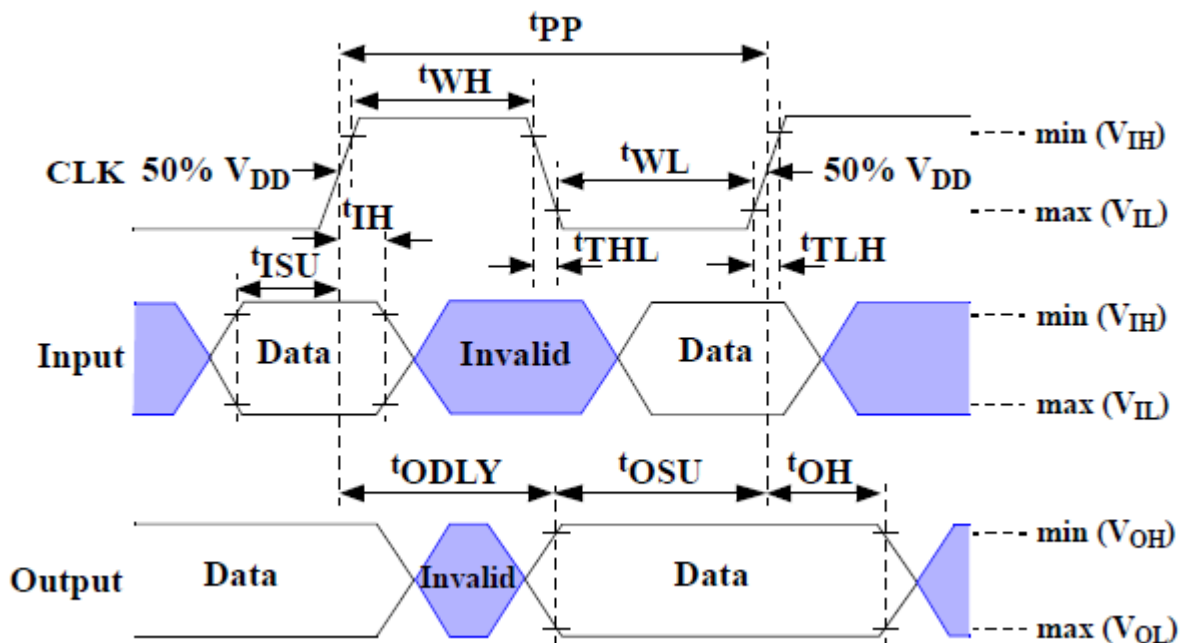 tPP
tWH
min (VIH)
CLK 50% VDD
tWL
50% VDD
tIH
max (VIL)
tISU
tTHL
tTLH
min (VIH)
Input
Data
Invalid
Data
max (VIL)
tODLY
tOSU
tOH
min (VOH)
Output
Data
Invalid
Data
max (VOL)